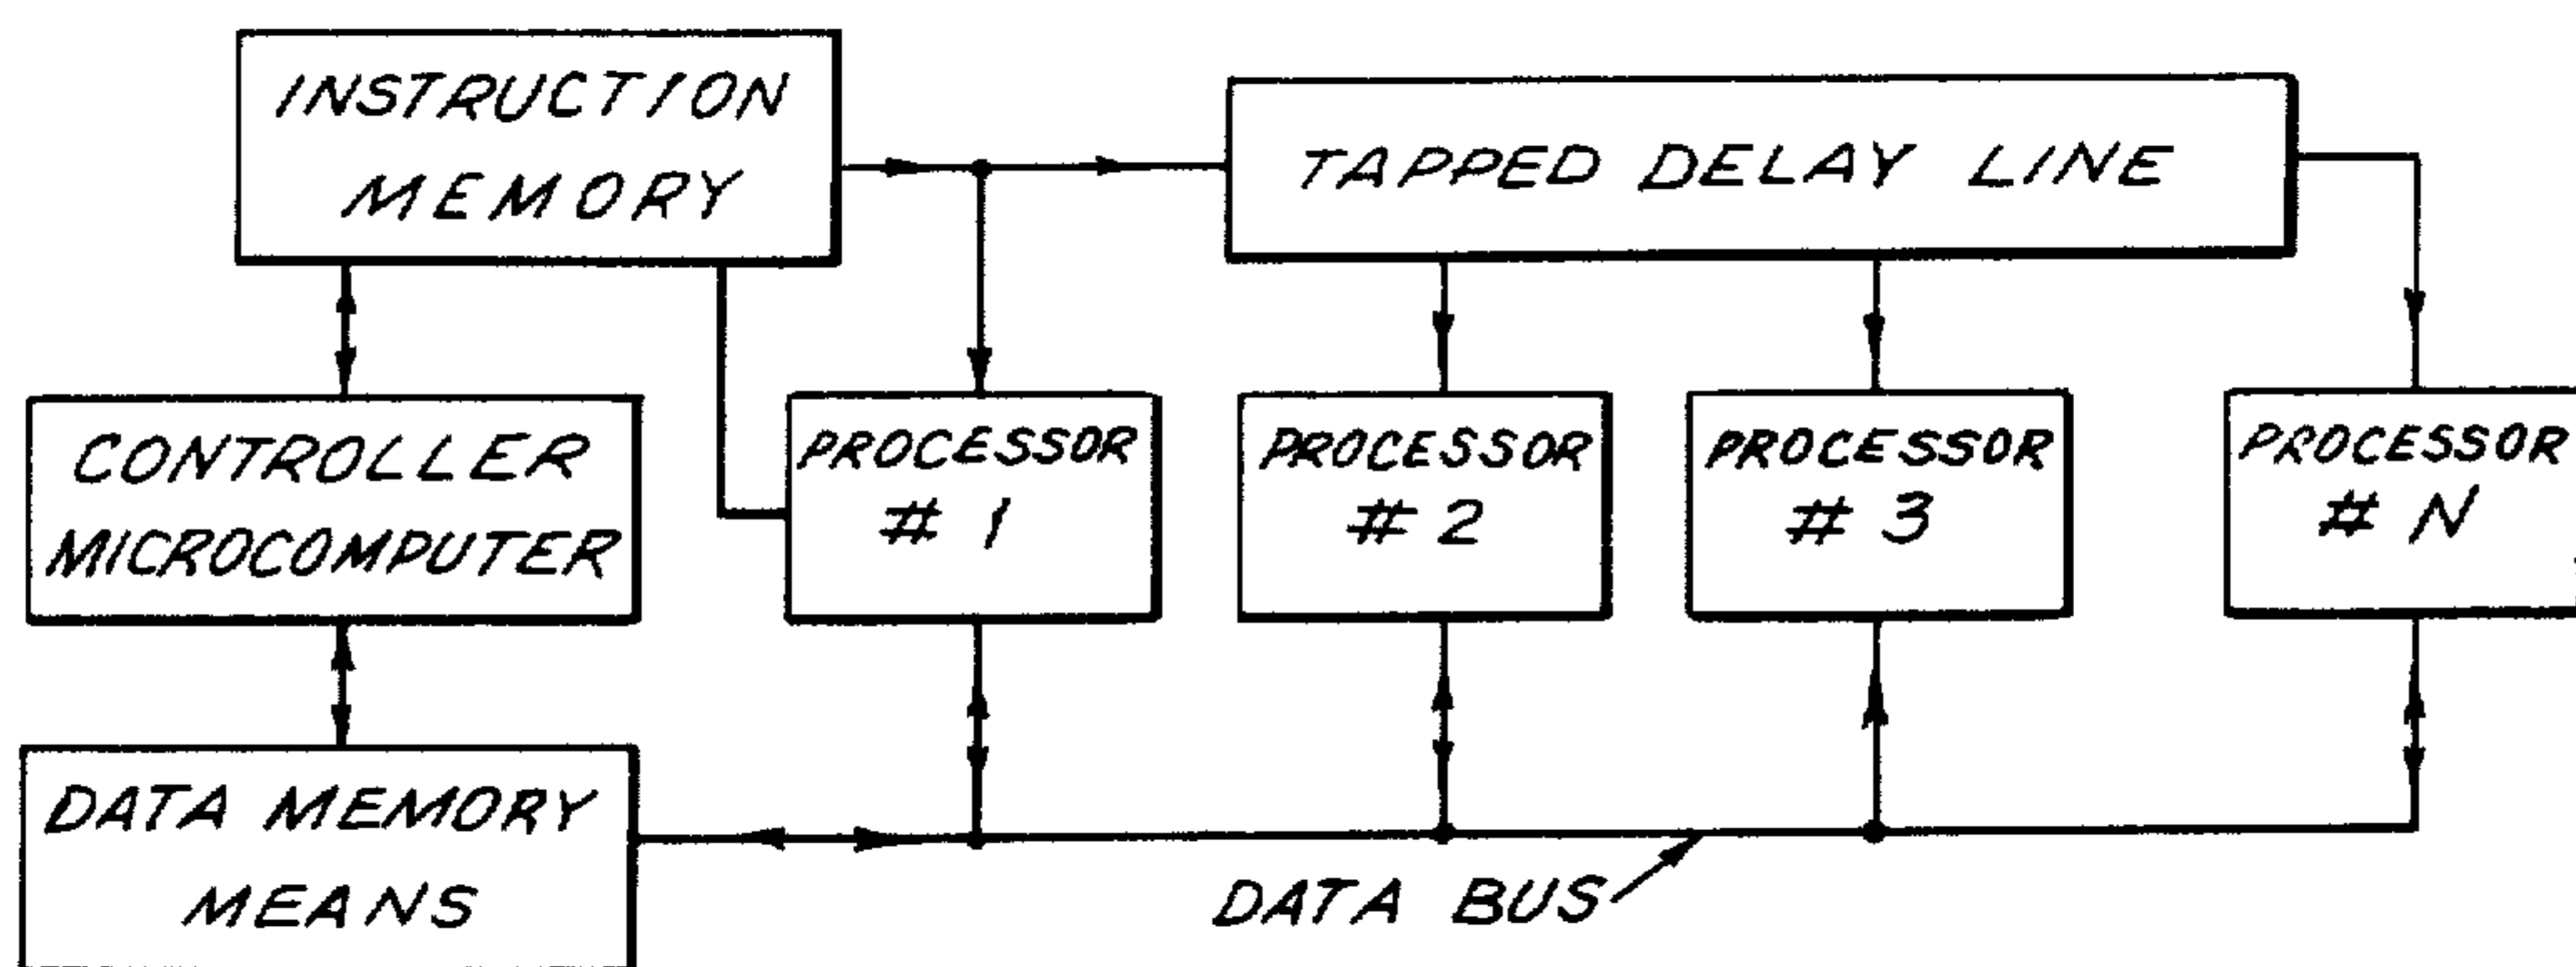 INSTRUCTION
MEMORY
TAPPED DELAY LINE
CONTROLLER
MICROCOMPUTER
PROCESSOR
# 1
PROCESSOR
# 2
PROCESSOR
# 3
PROCESSOR
# N
DATA MEMORY
MEANS
DATA BUS